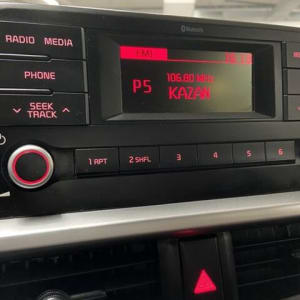 Bluetooth
RADIO MEDIA
FM1
PHONE
P5 106.80 MHz
KAZAN
SEEK
TRACK
1 RPT 2 SHFL 3 4 5 6